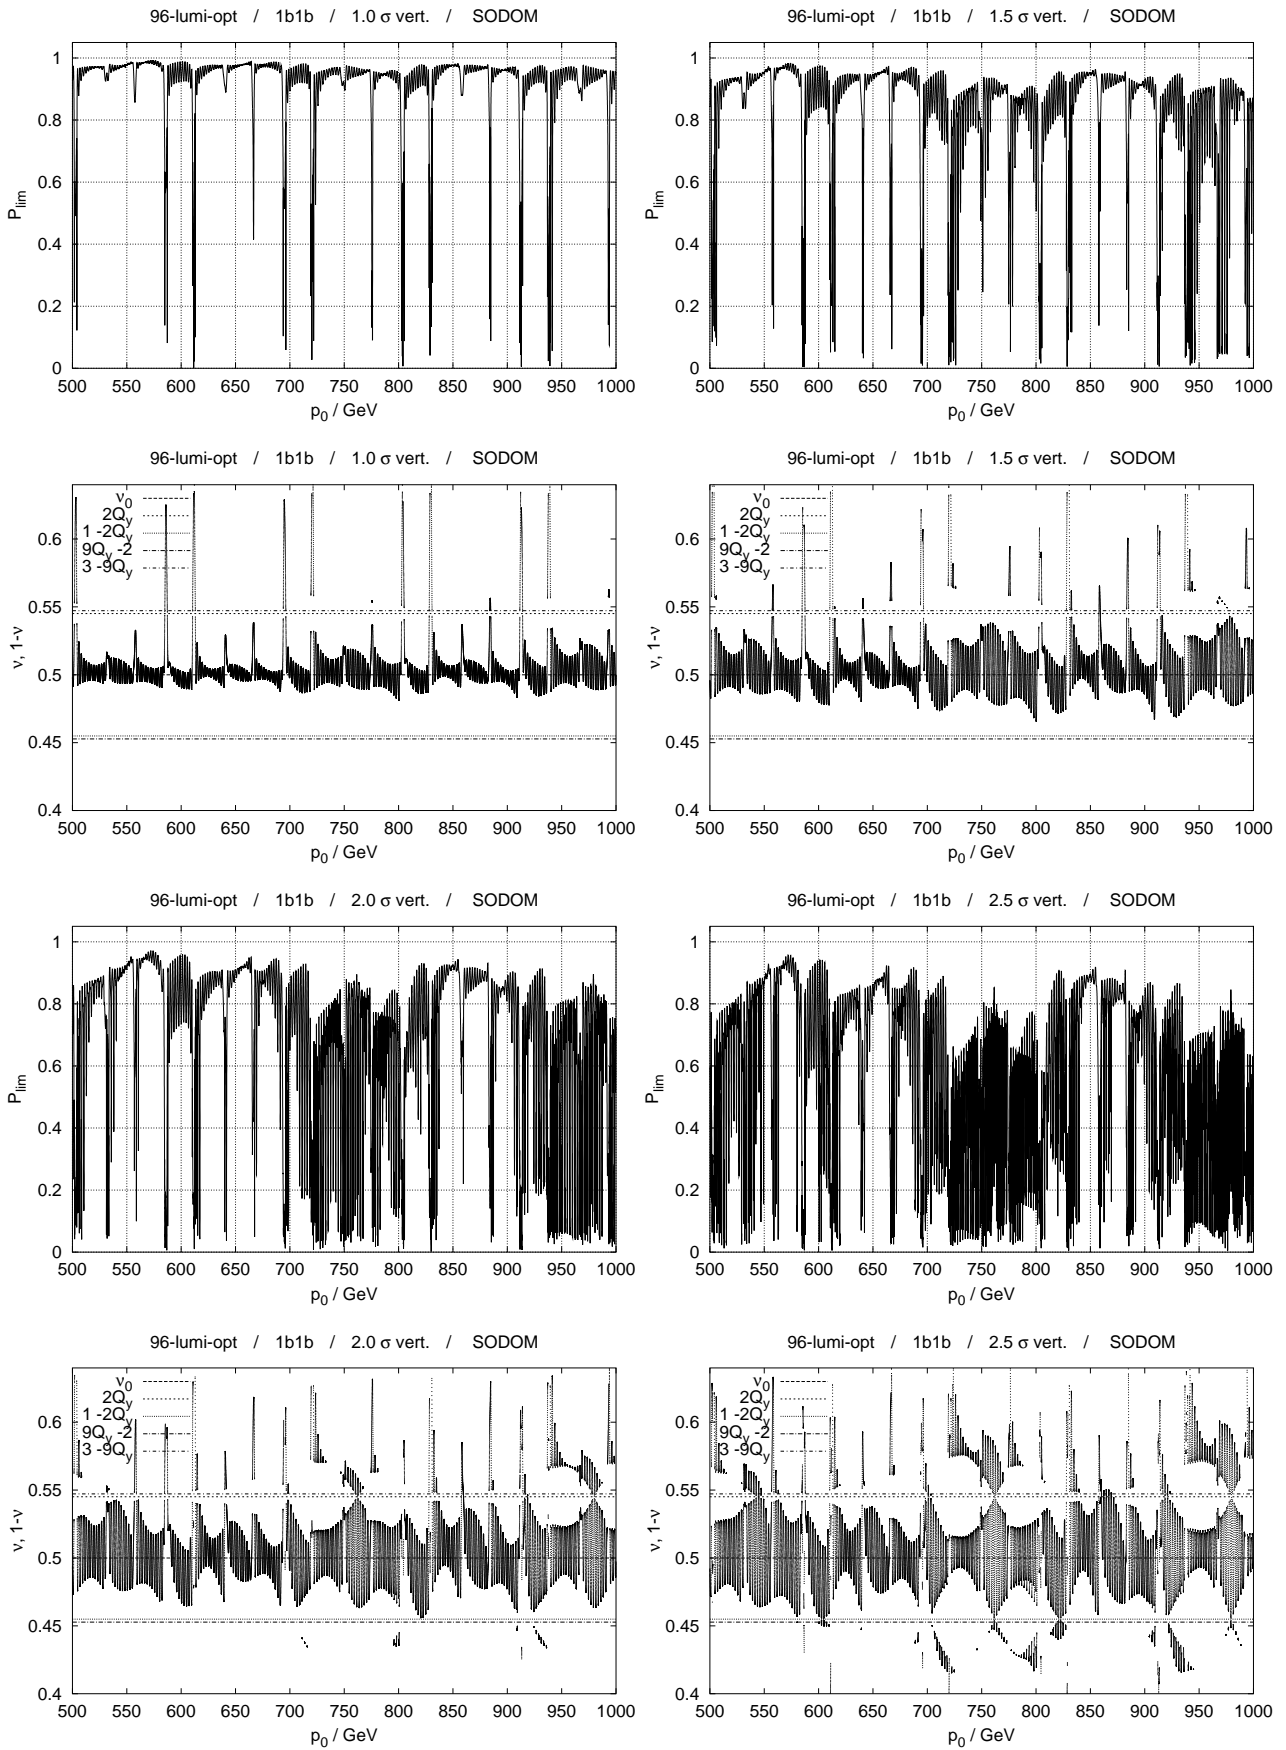 96-lumi-opt / 1b1b / 1.0 σ vert. / SODOM
1
0.8
0.6
0.4
0.2
0
P_lim
500 550 600 650 700 750 800 850 900 950 1000
p_0 / GeV
96-lumi-opt / 1b1b / 1.5 σ vert. / SODOM
1
0.8
0.6
0.4
0.2
0
P_lim
500 550 600 650 700 750 800 850 900 950 1000
p_0 / GeV
96-lumi-opt / 1b1b / 1.0 σ vert. / SODOM
ν_0
2Q_y
1 -2Q_y
9Q_y -2
3 -9Q_y
0.6
0.55
0.5
0.45
0.4
ν, 1-ν
500 550 600 650 700 750 800 850 900 950 1000
p_0 / GeV
96-lumi-opt / 1b1b / 1.5 σ vert. / SODOM
ν_0
2Q_y
1 -2Q_y
9Q_y -2
3 -9Q_y
0.6
0.55
0.5
0.45
0.4
ν, 1-ν
500 550 600 650 700 750 800 850 900 950 1000
p_0 / GeV
96-lumi-opt / 1b1b / 2.0 σ vert. / SODOM
1
0.8
0.6
0.4
0.2
0
P_lim
500 550 600 650 700 750 800 850 900 950 1000
p_0 / GeV
96-lumi-opt / 1b1b / 2.5 σ vert. / SODOM
1
0.8
0.6
0.4
0.2
0
P_lim
500 550 600 650 700 750 800 850 900 950 1000
p_0 / GeV
96-lumi-opt / 1b1b / 2.0 σ vert. / SODOM
ν_0
2Q_y
1 -2Q_y
9Q_y -2
3 -9Q_y
0.6
0.55
0.5
0.45
0.4
ν, 1-ν
500 550 600 650 700 750 800 850 900 950 1000
p_0 / GeV
96-lumi-opt / 1b1b / 2.5 σ vert. / SODOM
ν_0
2Q_y
1 -2Q_y
9Q_y -2
3 -9Q_y
0.6
0.55
0.5
0.45
0.4
ν, 1-ν
500 550 600 650 700 750 800 850 900 950 1000
p_0 / GeV